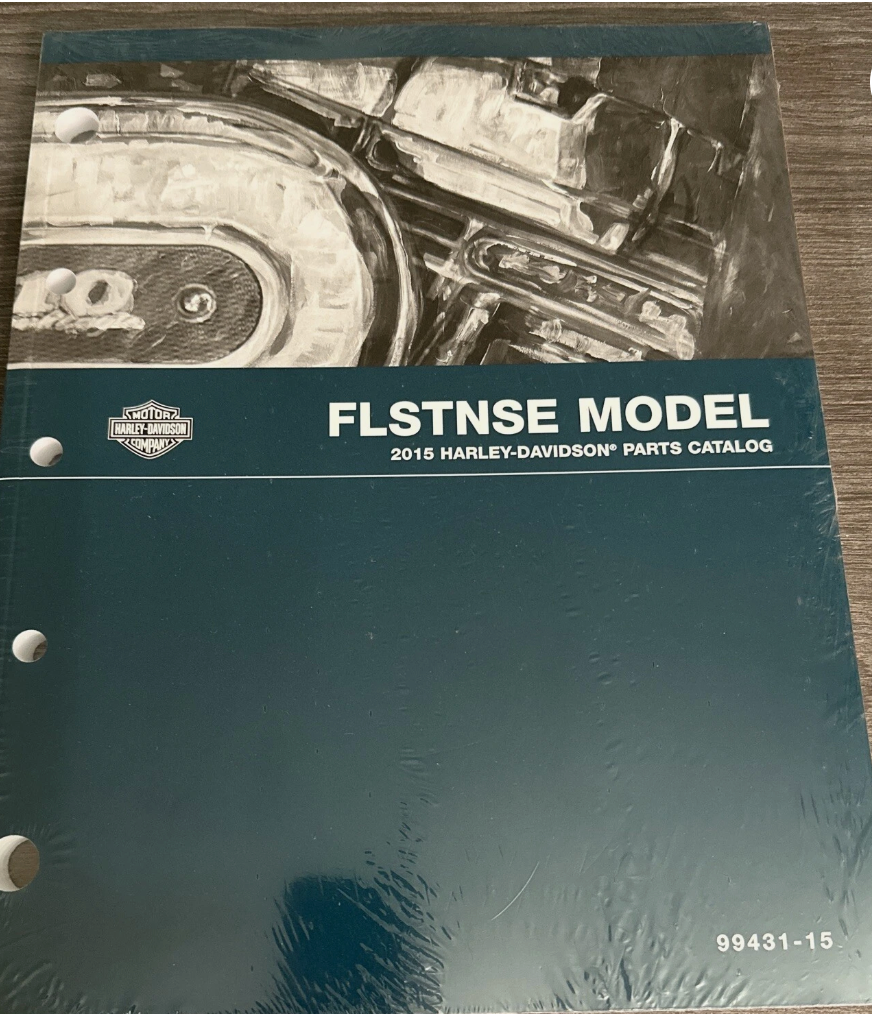 MOTOR
HARLEY-DAVIDSON
COMPANY
FLSTNSE MODEL
2015 HARLEY-DAVIDSON® PARTS CATALOG
99431-15